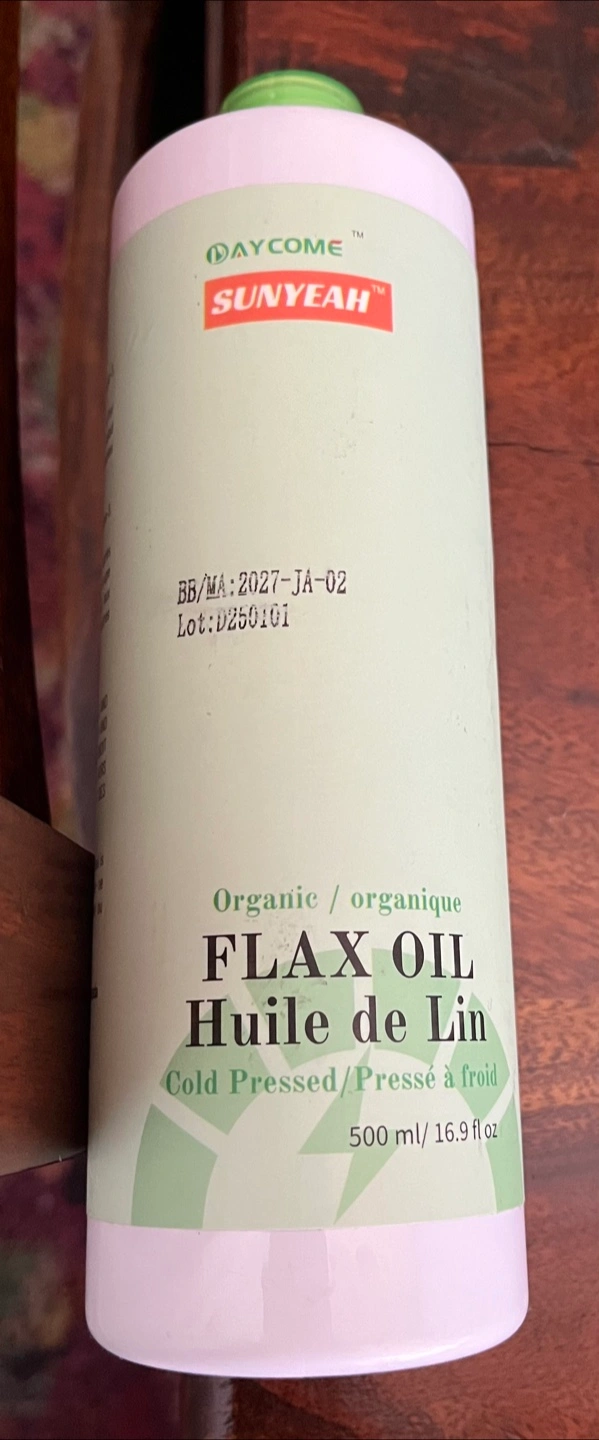 DAYCOME™
SUNYEAH™
BB/MA:2027-JA-02
Lot:D250101
Organic / organique
FLAX OIL
Huile de Lin
Cold Pressed/Pressé à froid
500 ml/ 16.9 fl oz